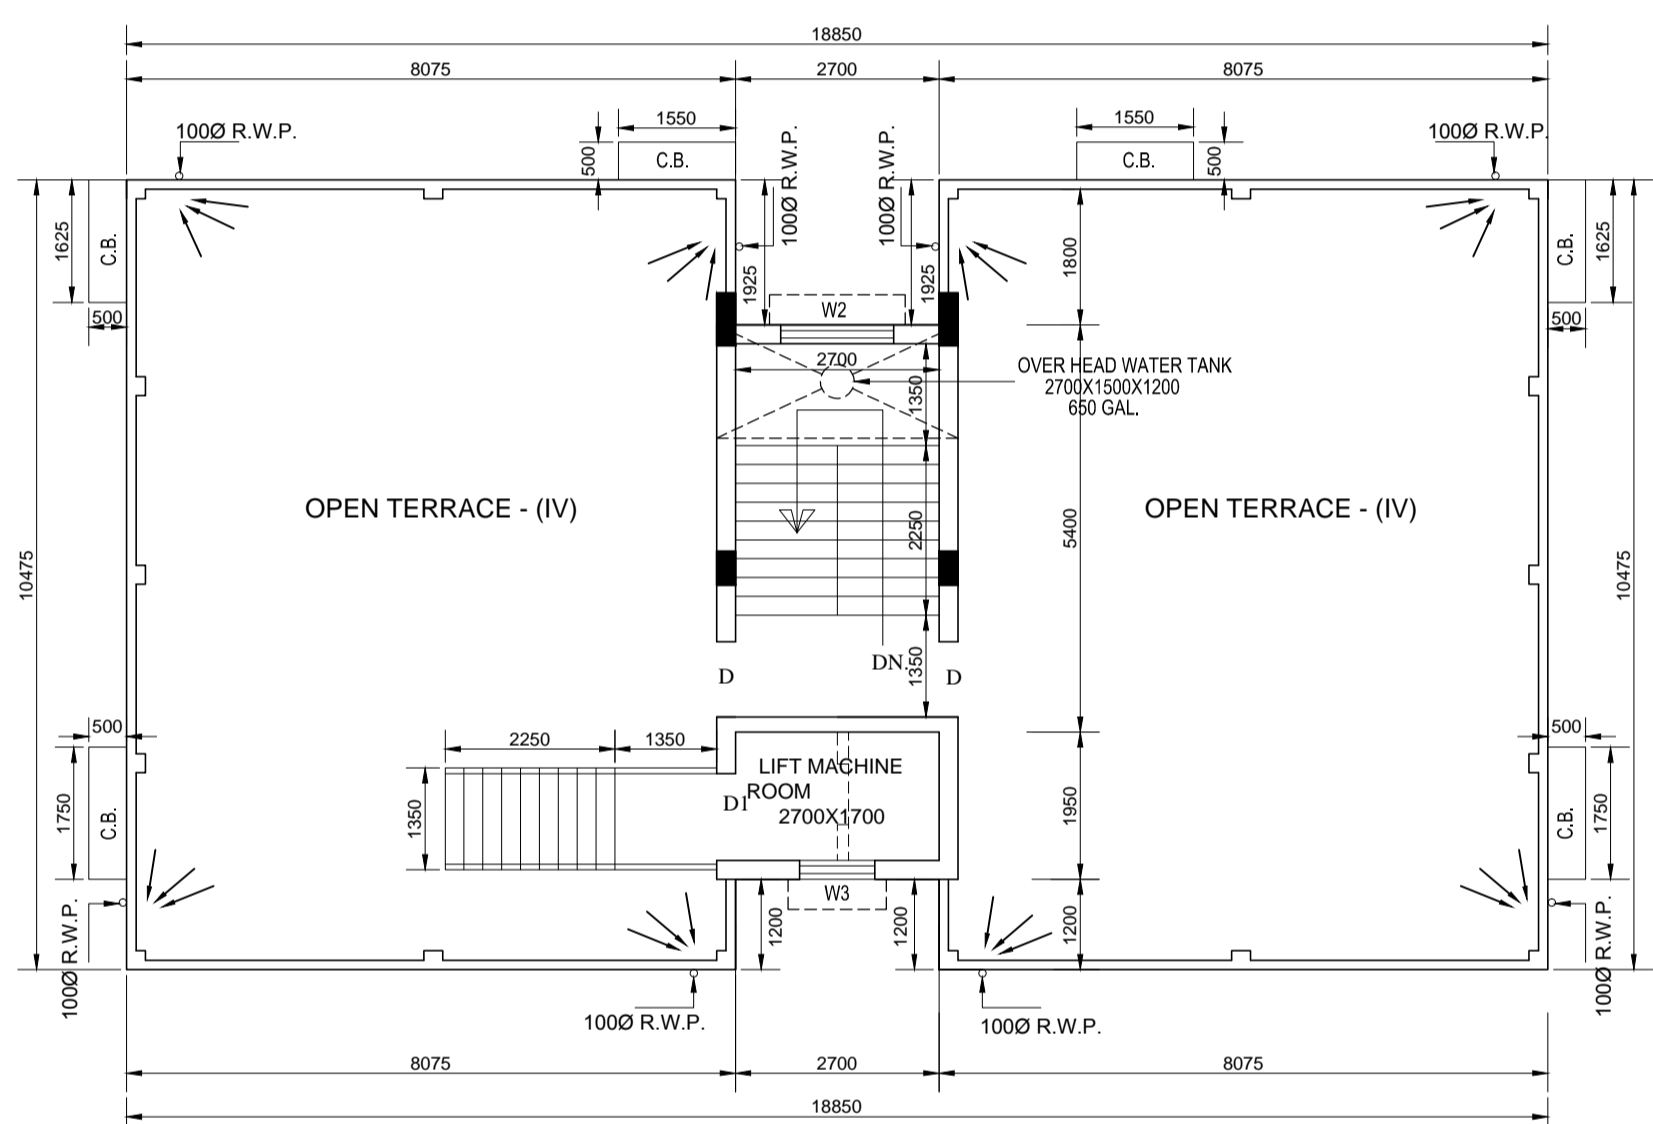 18850
8075
2700
8075
1550
1550
100Ø R.W.P.
100Ø R.W.P.
100Ø R.W.P.
100Ø R.W.P.
500
C.B.
C.B.
500
1625
C.B.
1925
1925
1800
C.B.
1625
500
500
W2
2700
1350
OVER HEAD WATER TANK
2700X1500X1200
650 GAL.
OPEN TERRACE - (IV)
OPEN TERRACE - (IV)
10475
2250
5400
10475
D
DN.
1350
D
500
2250
1350
500
1750
C.B.
1350
D1
LIFT MACHINE
ROOM
2700X1700
1950
C.B.
1750
W3
1200
1200
1200
100Ø R.W.P.
100Ø R.W.P.
100Ø R.W.P.
100Ø R.W.P.
8075
2700
8075
18850